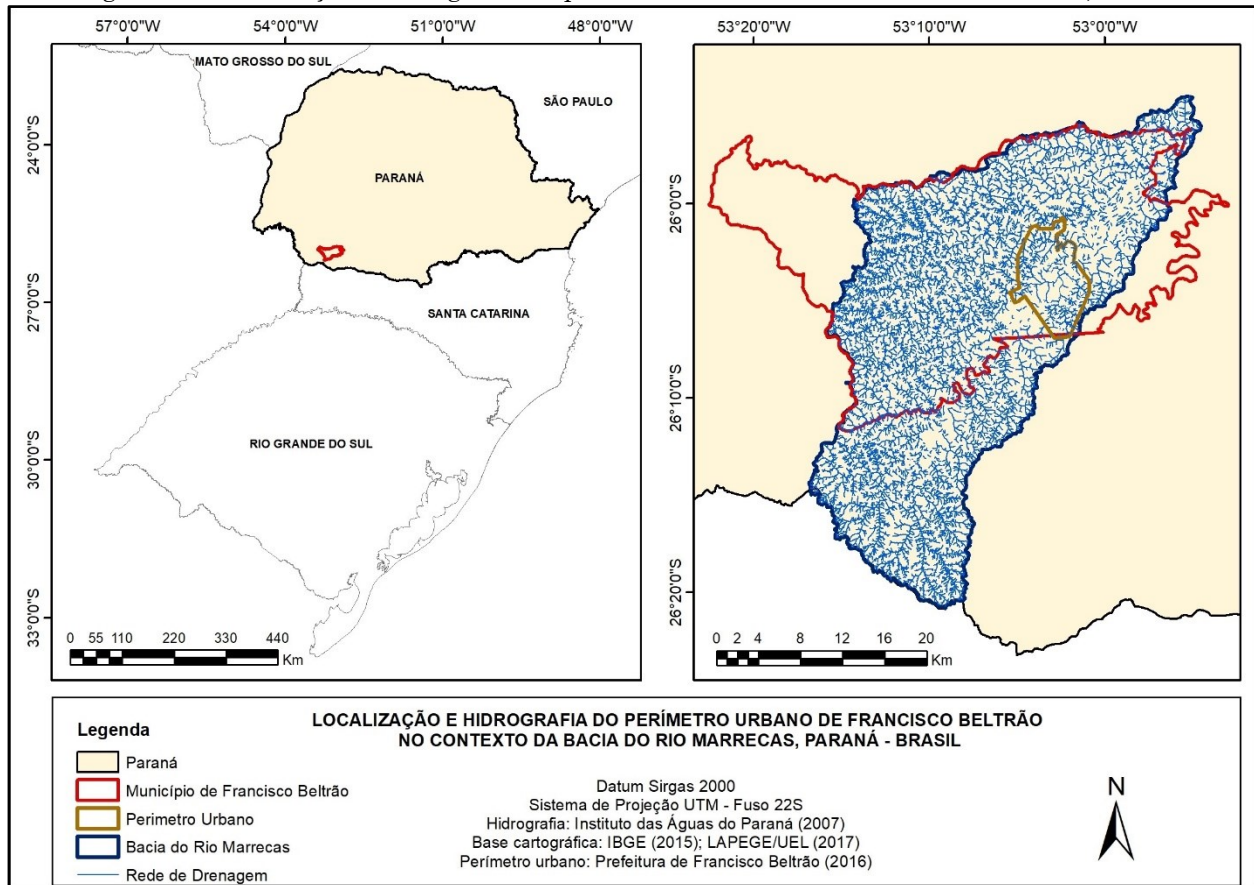 57°0'0"W 54°0'0"W 51°0'0"W 48°0'0"W
24°0'0"S
27°0'0"S
30°0'0"S
33°0'0"S
MATO GROSSO DO SUL
SÃO PAULO
PARANÁ
SANTA CATARINA
RIO GRANDE DO SUL
0 55 110 220 330 440
Km
53°20'0"W 53°10'0"W 53°0'0"W
26°0'0"S
26°10'0"S
26°20'0"S
0 2 4 8 12 16 20
Km
Legenda
Paraná
Município de Francisco Beltrão
Perimetro Urbano
Bacia do Rio Marrecas
Rede de Drenagem
LOCALIZAÇÃO E HIDROGRAFIA DO PERÍMETRO URBANO DE FRANCISCO BELTRÃO
NO CONTEXTO DA BACIA DO RIO MARRECAS, PARANÁ - BRASIL
Datum Sirgas 2000
Sistema de Projeção UTM - Fuso 22S
Hidrografia: Instituto das Águas do Paraná (2007)
Base cartográfica: IBGE (2015); LAPEGE/UEL (2017)
Perímetro urbano: Prefeitura de Francisco Beltrão (2016)
N